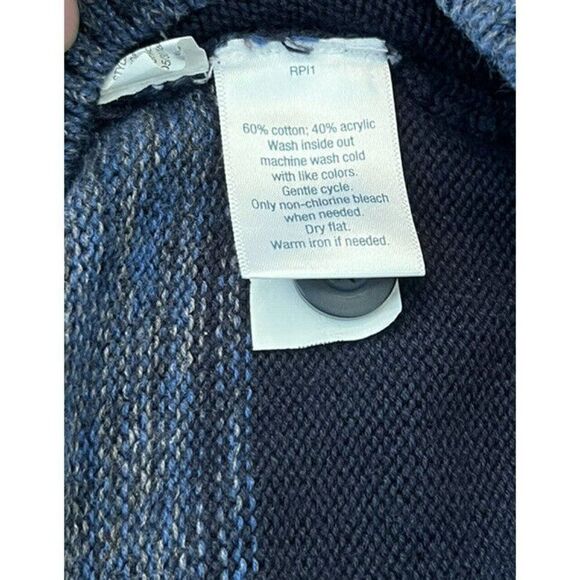 RPI1
60% cotton; 40% acrylic
Wash inside out
machine wash cold
with like colors.
Gentle cycle.
Only non-chlorine bleach
when needed.
Dry flat.
Warm iron if needed.